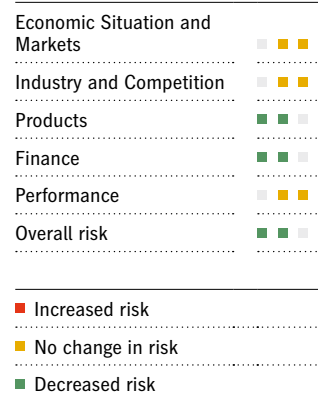 Economic Situation and
Markets
Industry and Competition
Products
Finance
Performance
Overall risk
Increased risk
No change in risk
Decreased risk